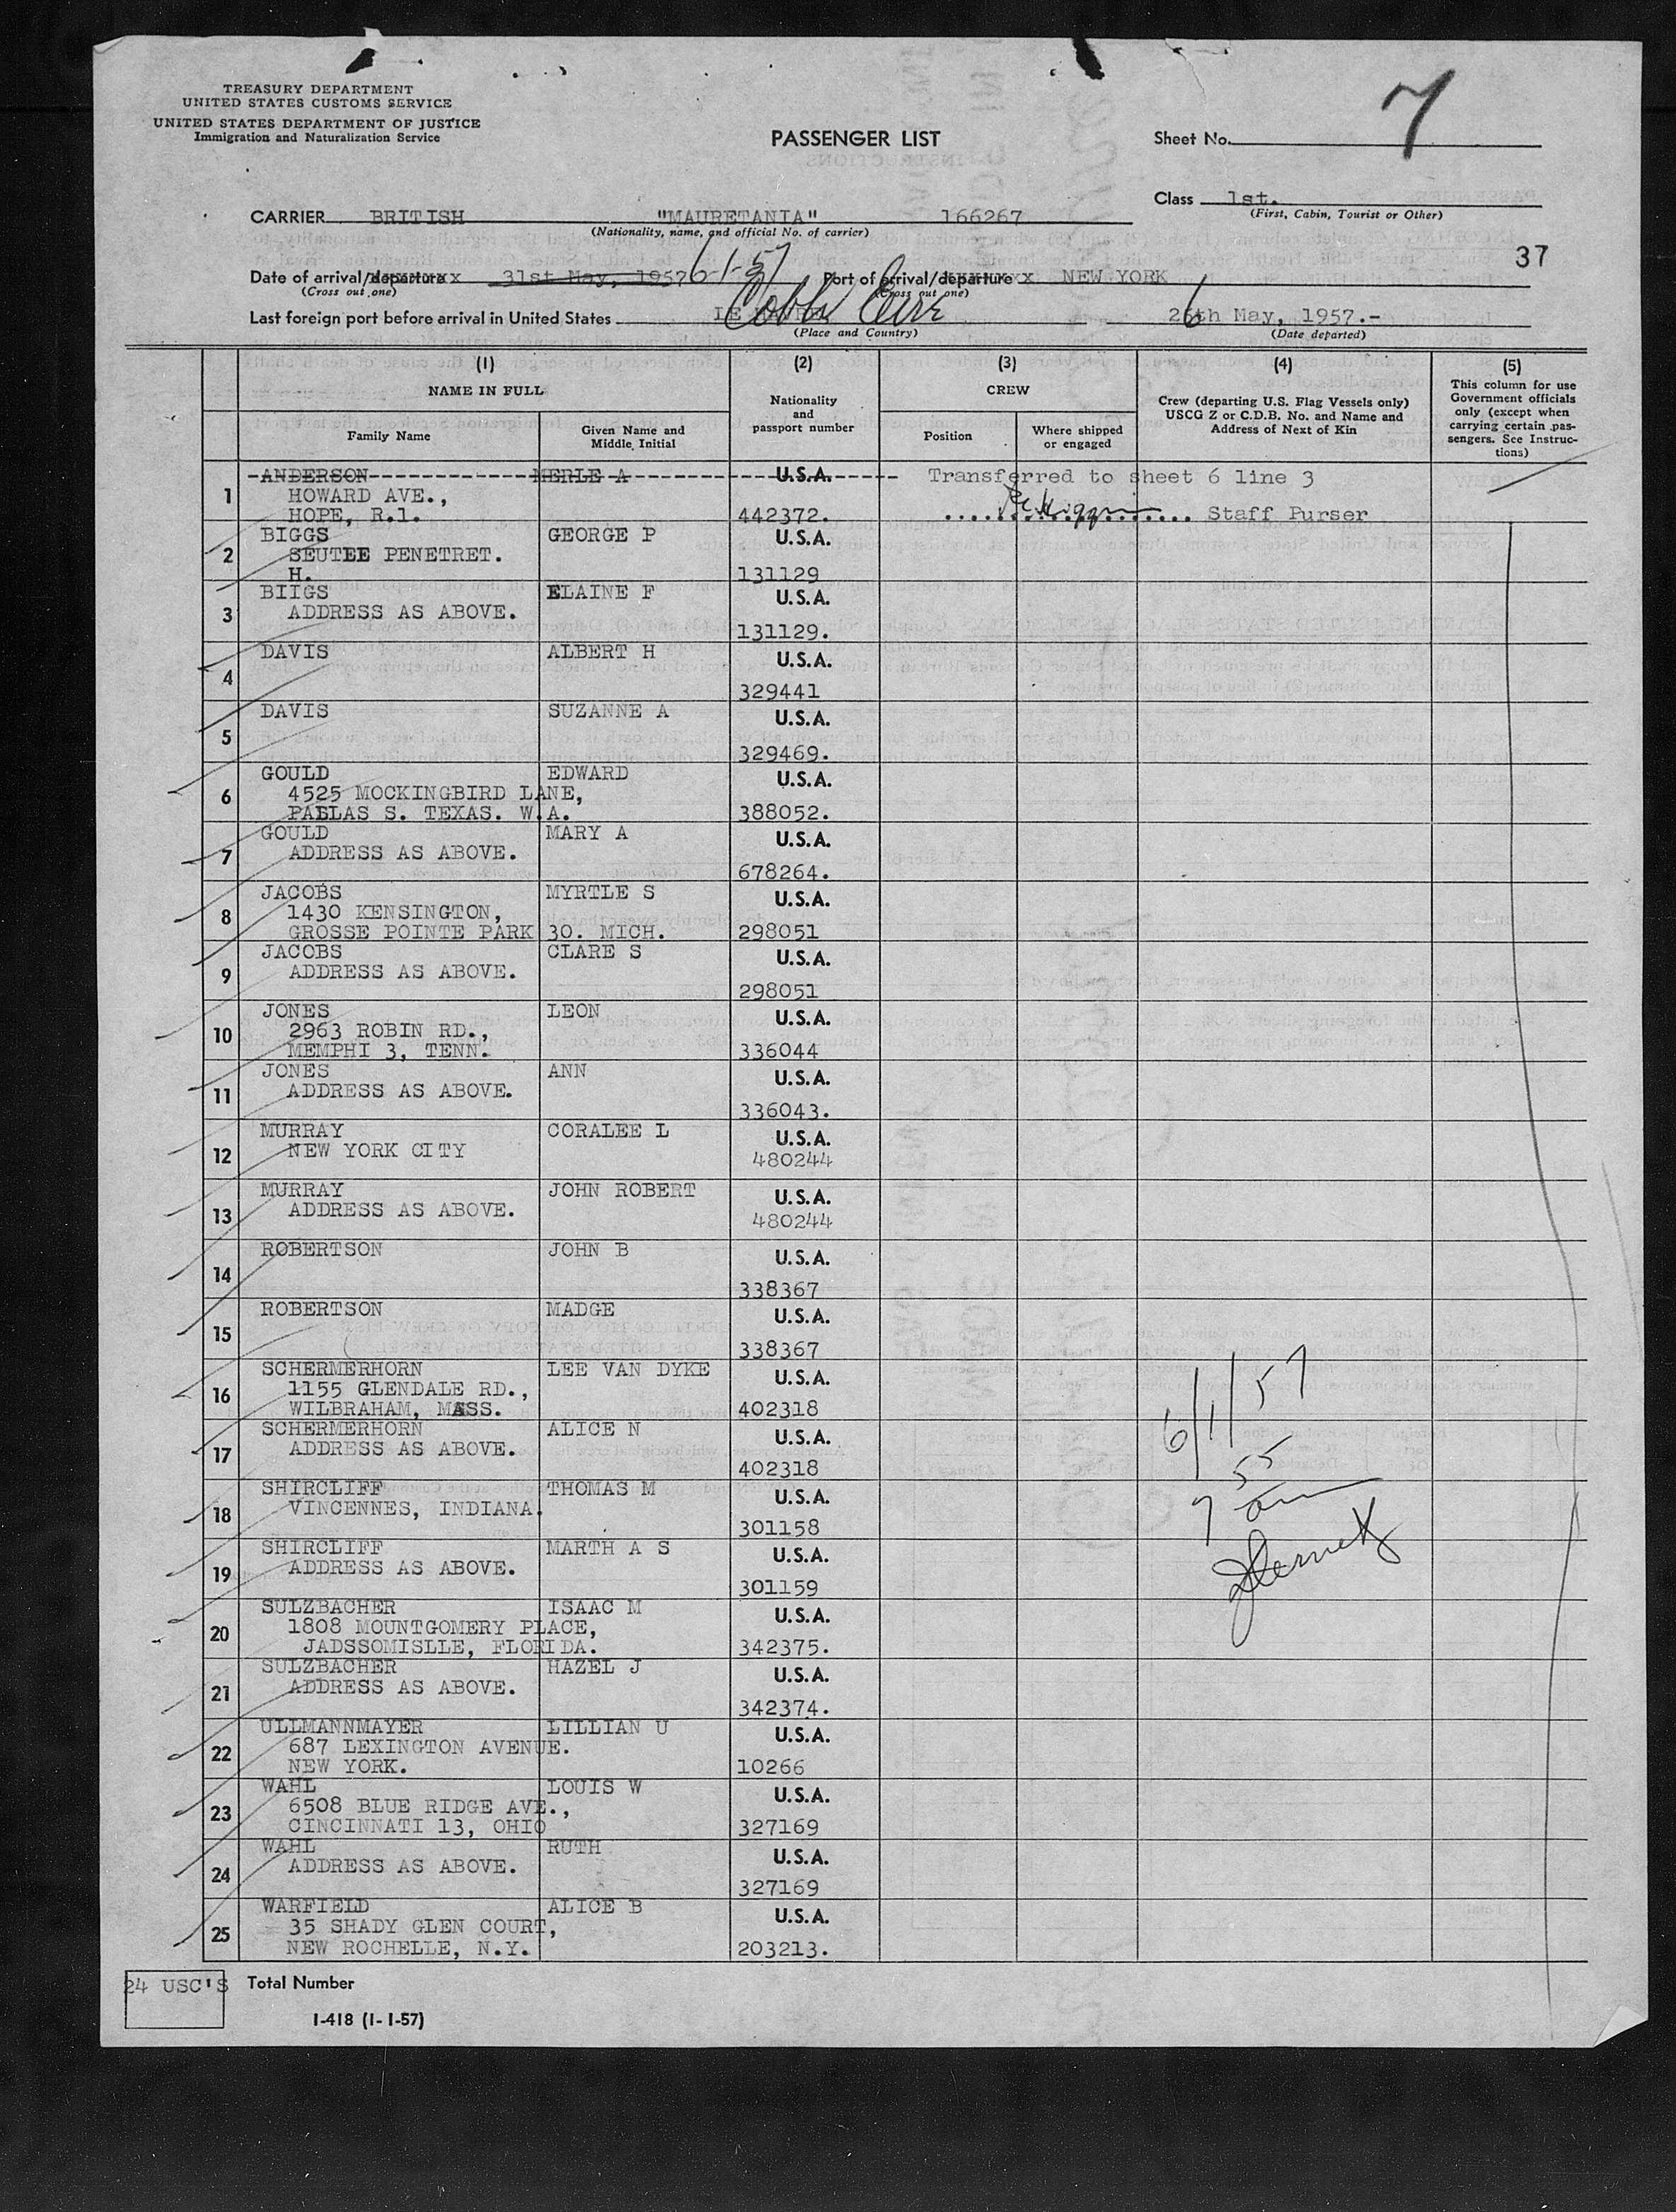 TREASURY DEPARTMENT
UNITED STATES CUSTOMS SERVICE
UNITED STATES DEPARTMENT OF JUSTICE
Immigration and Naturalization Service
PASSENGER LIST
Sheet No. 7
Class 1st.
(First, Cabin, Tourist or Other)
CARRIER BRITISH "MAURETANIA" 166267
(Nationality, name, and official No. of carrier)
37
Date of arrival/departure 31st May, 1957 6-1-57 Port of arrival/departure NEW YORK
(Cross out one) (Cross out one)
Last foreign port before arrival in United States Cobh Eire 26th May, 1957.-
(Place and Country) (Date departed)
(1) (2) (3) (4) (5)
NAME IN FULL
Family Name
Given Name and Middle Initial
Nationality and passport number
CREW
Position
Where shipped or engaged
Crew (departing U.S. Flag Vessels only)
USCG Z or C.D.B. No. and Name and
Address of Next of Kin
This column for use
Government officials
only (except when
carrying certain pas-
sengers. See Instruc-
tions)
1 ANDERSON MERLE A U.S.A. Transferred to sheet 6 line 3
HOWARD AVE.,
HOPE, R.1. 442372. Staff Purser
2 BIGGS GEORGE P U.S.A.
SEUTEE PENETRET.
H. 131129
3 BIIGS ELAINE F U.S.A.
ADDRESS AS ABOVE.
131129.
4 DAVIS ALBERT H U.S.A.
329441
5 DAVIS SUZANNE A U.S.A.
329469.
6 GOULD EDWARD U.S.A.
4525 MOCKINGBIRD LANE,
PABLAS S. TEXAS. W.A. 388052.
7 GOULD MARY A U.S.A.
ADDRESS AS ABOVE.
678264.
8 JACOBS MYRTLE S U.S.A.
1430 KENSINGTON,
GROSSE POINTE PARK 30. MICH. 298051
9 JACOBS CLARE S U.S.A.
ADDRESS AS ABOVE.
298051
10 JONES LEON U.S.A.
2963 ROBIN RD.,
MEMPHI 3, TENN. 336044
11 JONES ANN U.S.A.
ADDRESS AS ABOVE.
336043.
12 MURRAY CORALEE L U.S.A.
NEW YORK CITY 480244
13 MURRAY JOHN ROBERT U.S.A.
ADDRESS AS ABOVE. 480244
14 ROBERTSON JOHN B U.S.A.
338367
15 ROBERTSON MADGE U.S.A.
338367
16 SCHERMERHORN LEE VAN DYKE U.S.A.
1155 GLENDALE RD.,
WILBRAHAM, MASS. 402318
17 SCHERMERHORN ALICE N U.S.A.
ADDRESS AS ABOVE.
402318
6/1/57
7 55 am
18 SHIRCLIFF THOMAS M U.S.A.
VINCENNES, INDIANA.
301158
19 SHIRCLIFF MARTH A S U.S.A.
ADDRESS AS ABOVE.
301159
20 SULZBACHER ISAAC M U.S.A.
1808 MOUNTGOMERY PLACE,
JADSSOMISLLE, FLORIDA. 342375.
21 SULZBACHER HAZEL J U.S.A.
ADDRESS AS ABOVE.
342374.
22 ULLMANNMAYER LILLIAN U U.S.A.
687 LEXINGTON AVENUE.
NEW YORK. 10266
23 WAHL LOUIS W U.S.A.
6508 BLUE RIDGE AVE.,
CINCINNATI 13, OHIO 327169
24 WAHL RUTH U.S.A.
ADDRESS AS ABOVE.
327169
25 WARFIELD ALICE B U.S.A.
35 SHADY GLEN COURT,
NEW ROCHELLE, N.Y. 203213.
24 USC'S Total Number
I-418 (1-1-57)